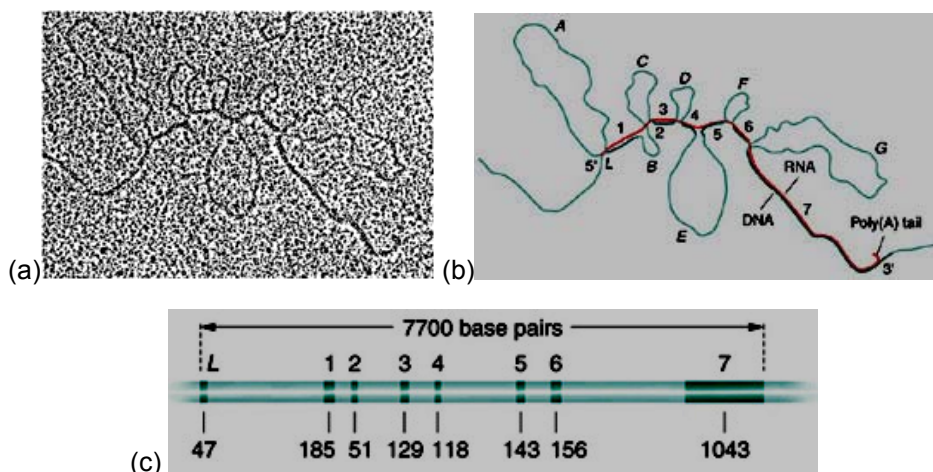 (a)
(b)
A
C
D
F
3
4
1
2
5
6
G
5'
L
B
RNA
7
DNA
E
Poly(A) tail
3'
(c)
7700 base pairs
L 1 2 3 4 5 6 7
47 185 51 129 118 143 156 1043